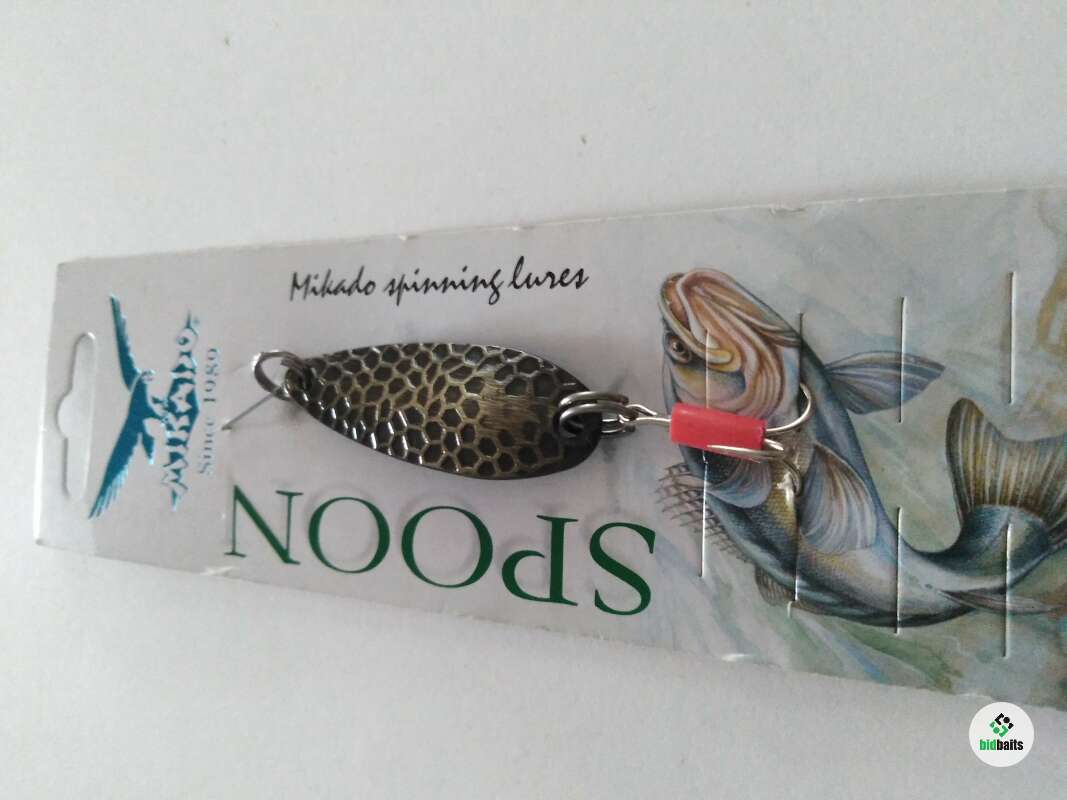 Mikado spinning lures
MIKADO®
Since 1980
SPOON
bidbaits